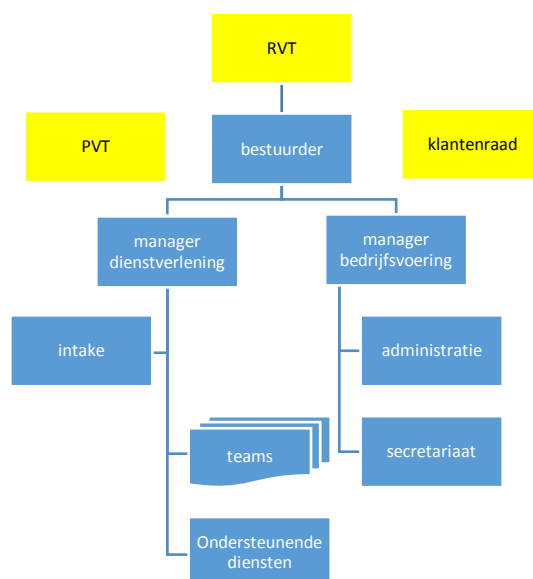 RVT
PVT
bestuurder
klantenraad
manager
dienstverlening
manager
bedrijfsvoering
intake
administratie
teams
secretariaat
Ondersteunende
diensten